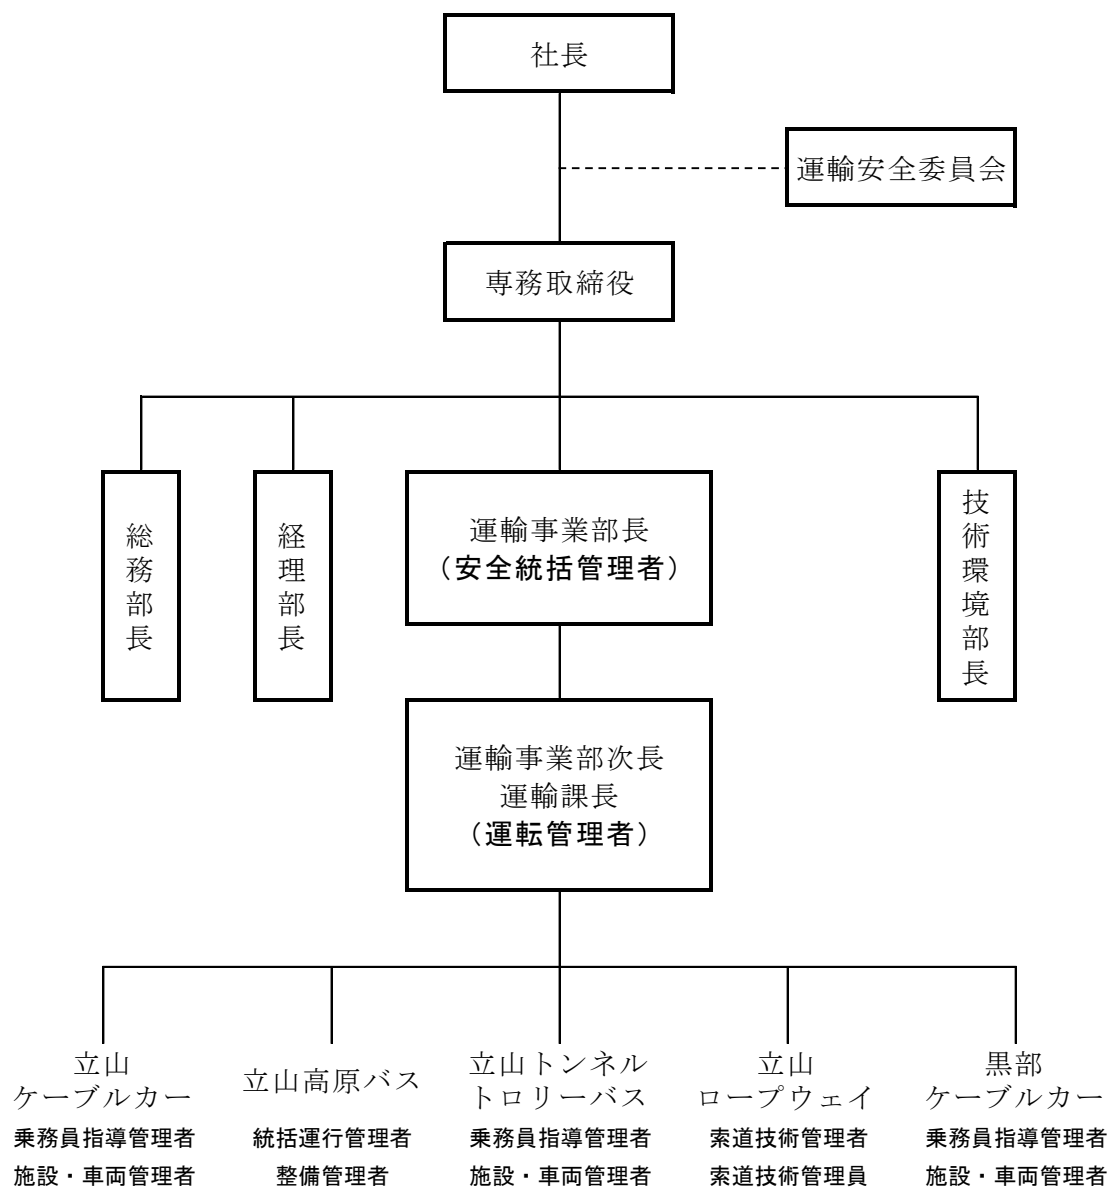 社長
運輸安全委員会
専務取締役
総務部長
経理部長
運輸事業部長
（安全統括管理者）
技術環境部長
運輸事業部次長
運輸課長
（運転管理者）
立山
ケーブルカー
乗務員指導管理者
施設・車両管理者
立山高原バス
統括運行管理者
整備管理者
立山トンネル
トロリーバス
乗務員指導管理者
施設・車両管理者
立山
ロープウェイ
索道技術管理者
索道技術管理員
黒部
ケーブルカー
乗務員指導管理者
施設・車両管理者